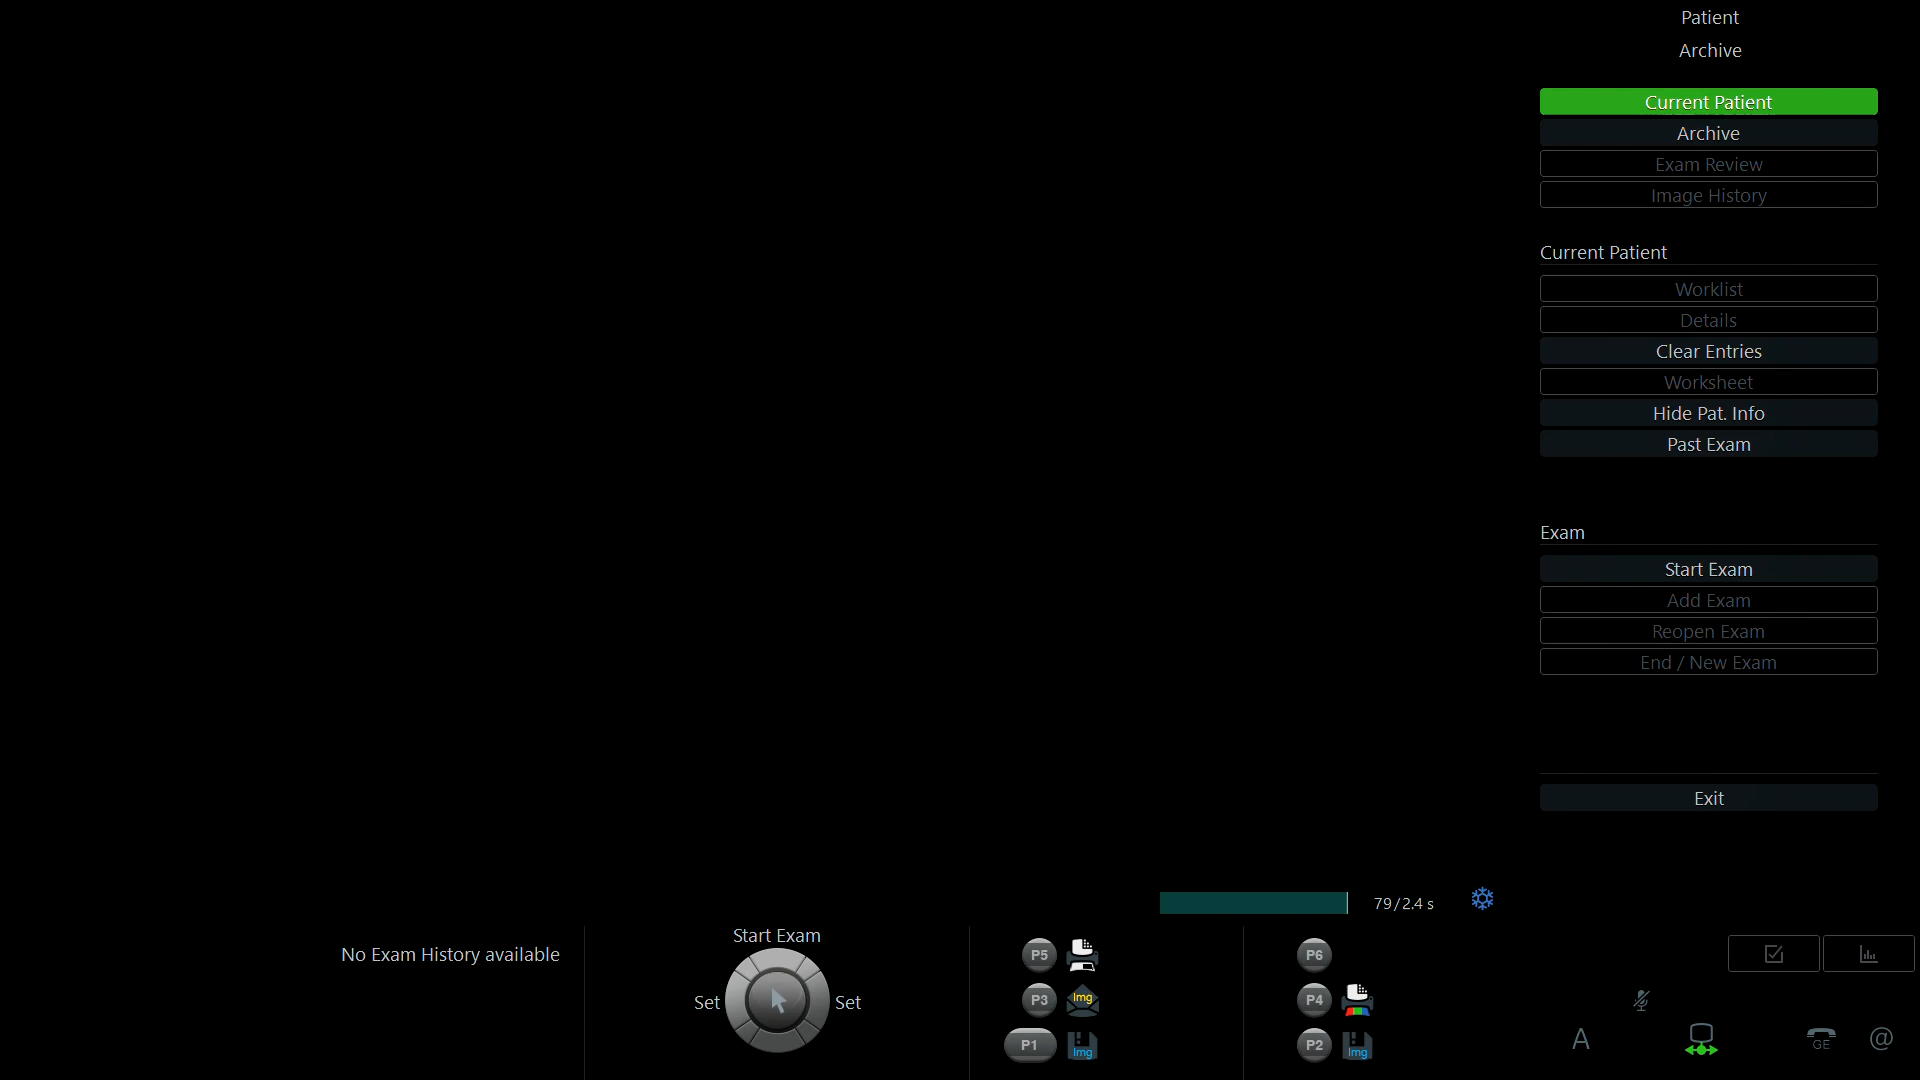 Patient
Archive
Current Patient
Archive
Exam Review
Image History
Current Patient
Worklist
Details
Clear Entries
Worksheet
Hide Pat. Info
Past Exam
Exam
Start Exam
Add Exam
Reopen Exam
End / New Exam
Exit
79/2.4 s
No Exam History available
Start Exam
Set
Set
P5
P3
Img
P1
Img
P6
P4
P2
Img
A
GE
@